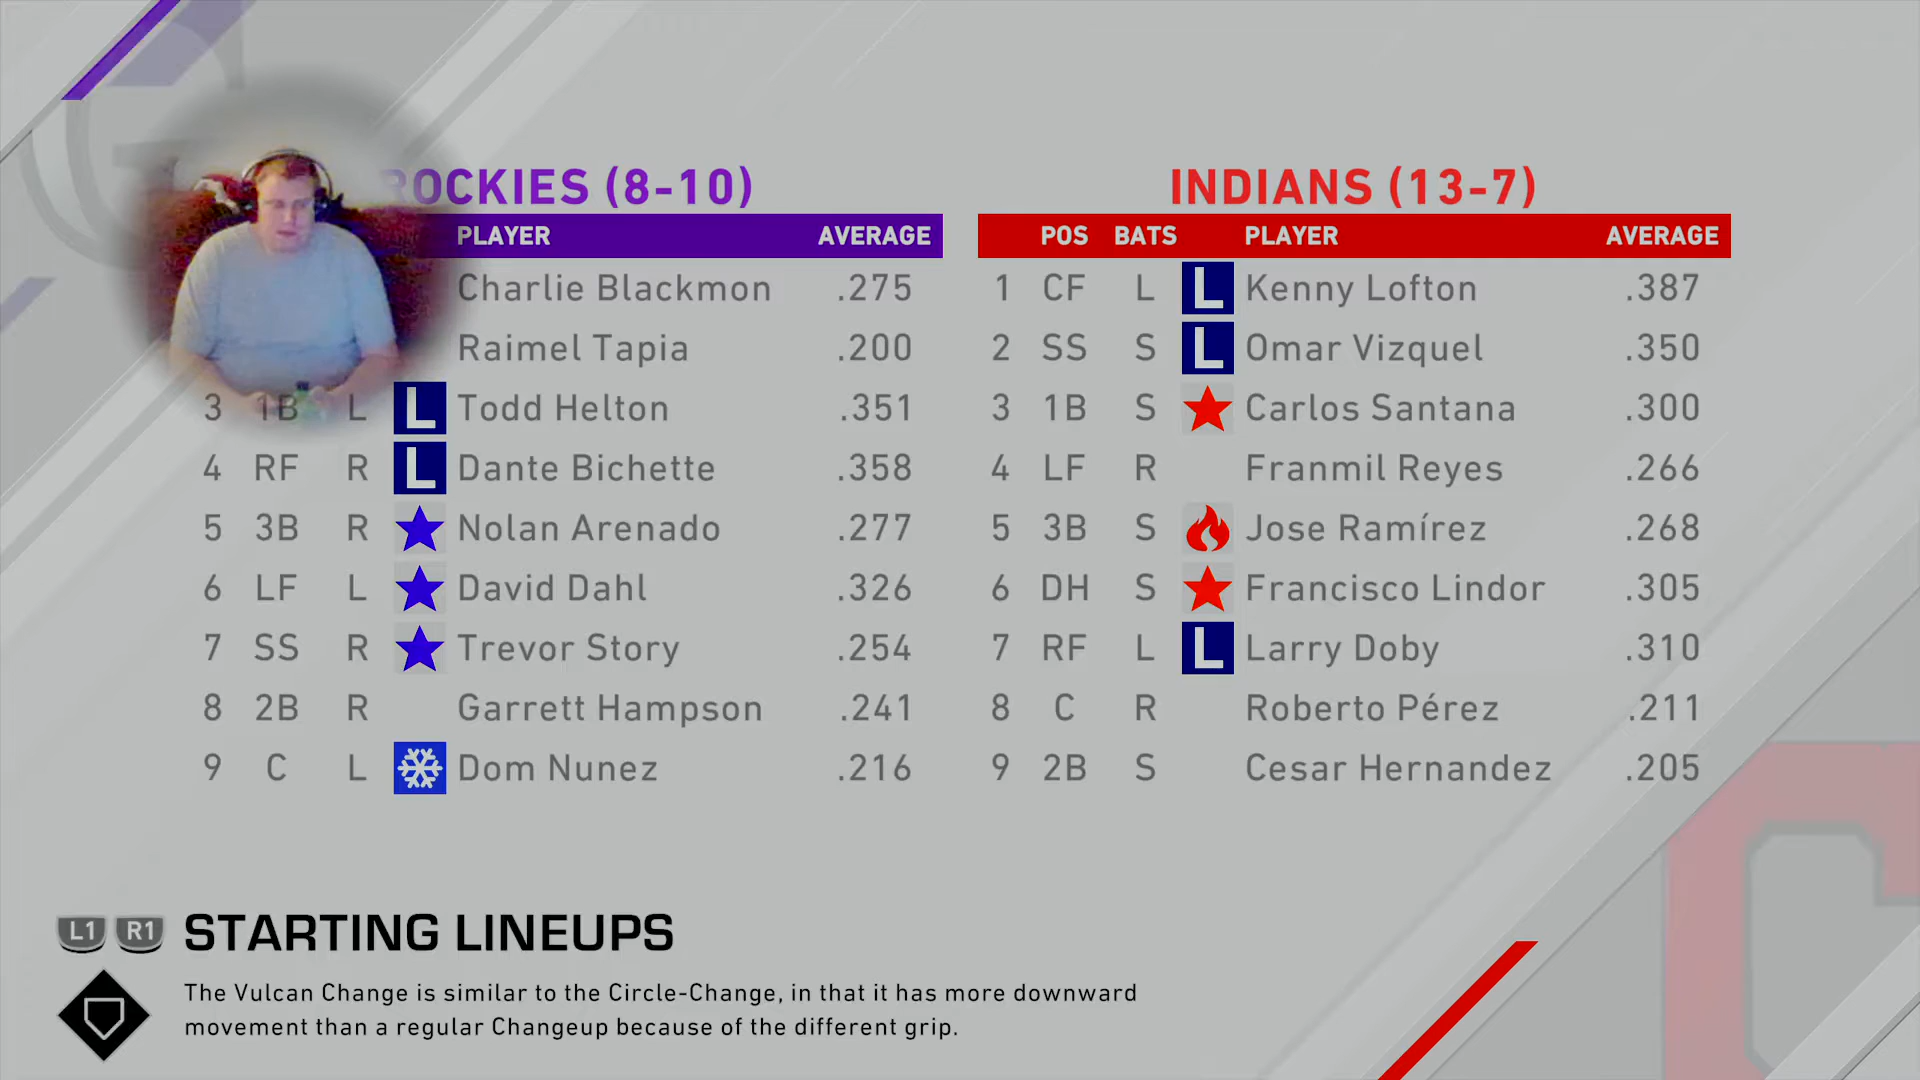 ROCKIES (8-10)
PLAYER AVERAGE
Charlie Blackmon .275
Raimel Tapia .200
3 1B L L Todd Helton .351
4 RF R L Dante Bichette .358
5 3B R Nolan Arenado .277
6 LF L David Dahl .326
7 SS R Trevor Story .254
8 2B R Garrett Hampson .241
9 C L Dom Nunez .216
INDIANS (13-7)
POS BATS PLAYER AVERAGE
1 CF L L Kenny Lofton .387
2 SS S L Omar Vizquel .350
3 1B S Carlos Santana .300
4 LF R Franmil Reyes .266
5 3B S Jose Ramírez .268
6 DH S Francisco Lindor .305
7 RF L L Larry Doby .310
8 C R Roberto Pérez .211
9 2B S Cesar Hernandez .205
L1 R1 STARTING LINEUPS
The Vulcan Change is similar to the Circle-Change, in that it has more downward
movement than a regular Changeup because of the different grip.